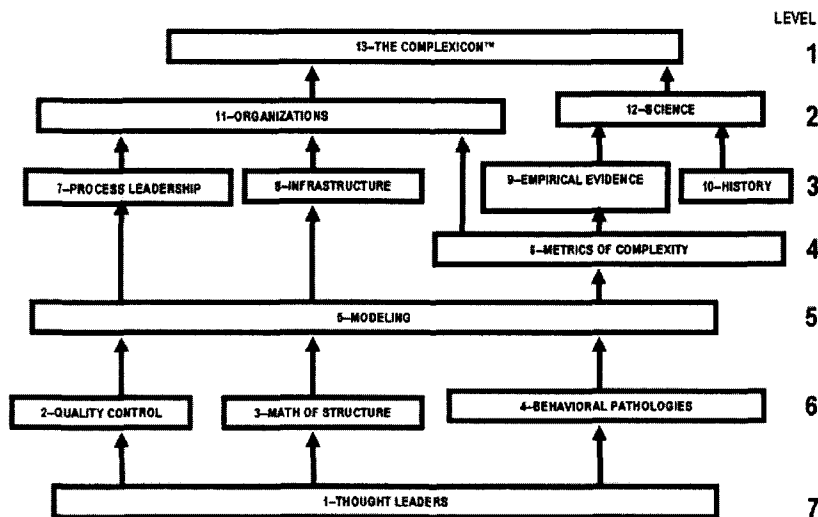 LEVEL
13–THE COMPLEXICON™
1
11–ORGANIZATIONS
12–SCIENCE
2
7–PROCESS LEADERSHIP
8–INFRASTRUCTURE
9–EMPIRICAL EVIDENCE
10–HISTORY
3
6–METRICS OF COMPLEXITY
4
5–MODELING
5
2–QUALITY CONTROL
3–MATH OF STRUCTURE
4–BEHAVIORAL PATHOLOGIES
6
1–THOUGHT LEADERS
7